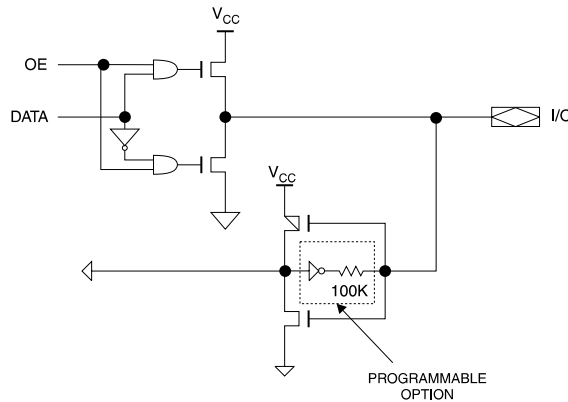 VCC
OE
DATA
I/O
VCC
100K
PROGRAMMABLE
OPTION